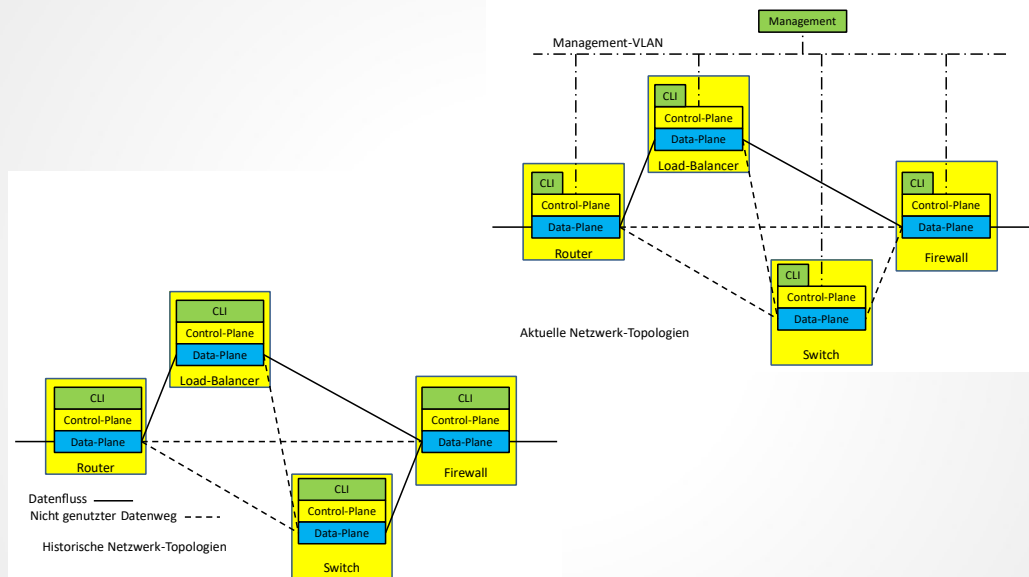 Management
Management-VLAN
CLI
Control-Plane
Data-Plane
Load-Balancer
CLI
Control-Plane
Data-Plane
Router
CLI
Control-Plane
Data-Plane
Firewall
CLI
Control-Plane
Data-Plane
Switch
Aktuelle Netzwerk-Topologien
CLI
Control-Plane
Data-Plane
Load-Balancer
CLI
Control-Plane
Data-Plane
Router
CLI
Control-Plane
Data-Plane
Firewall
CLI
Control-Plane
Data-Plane
Switch
Datenfluss
Nicht genutzter Datenweg
Historische Netzwerk-Topologien